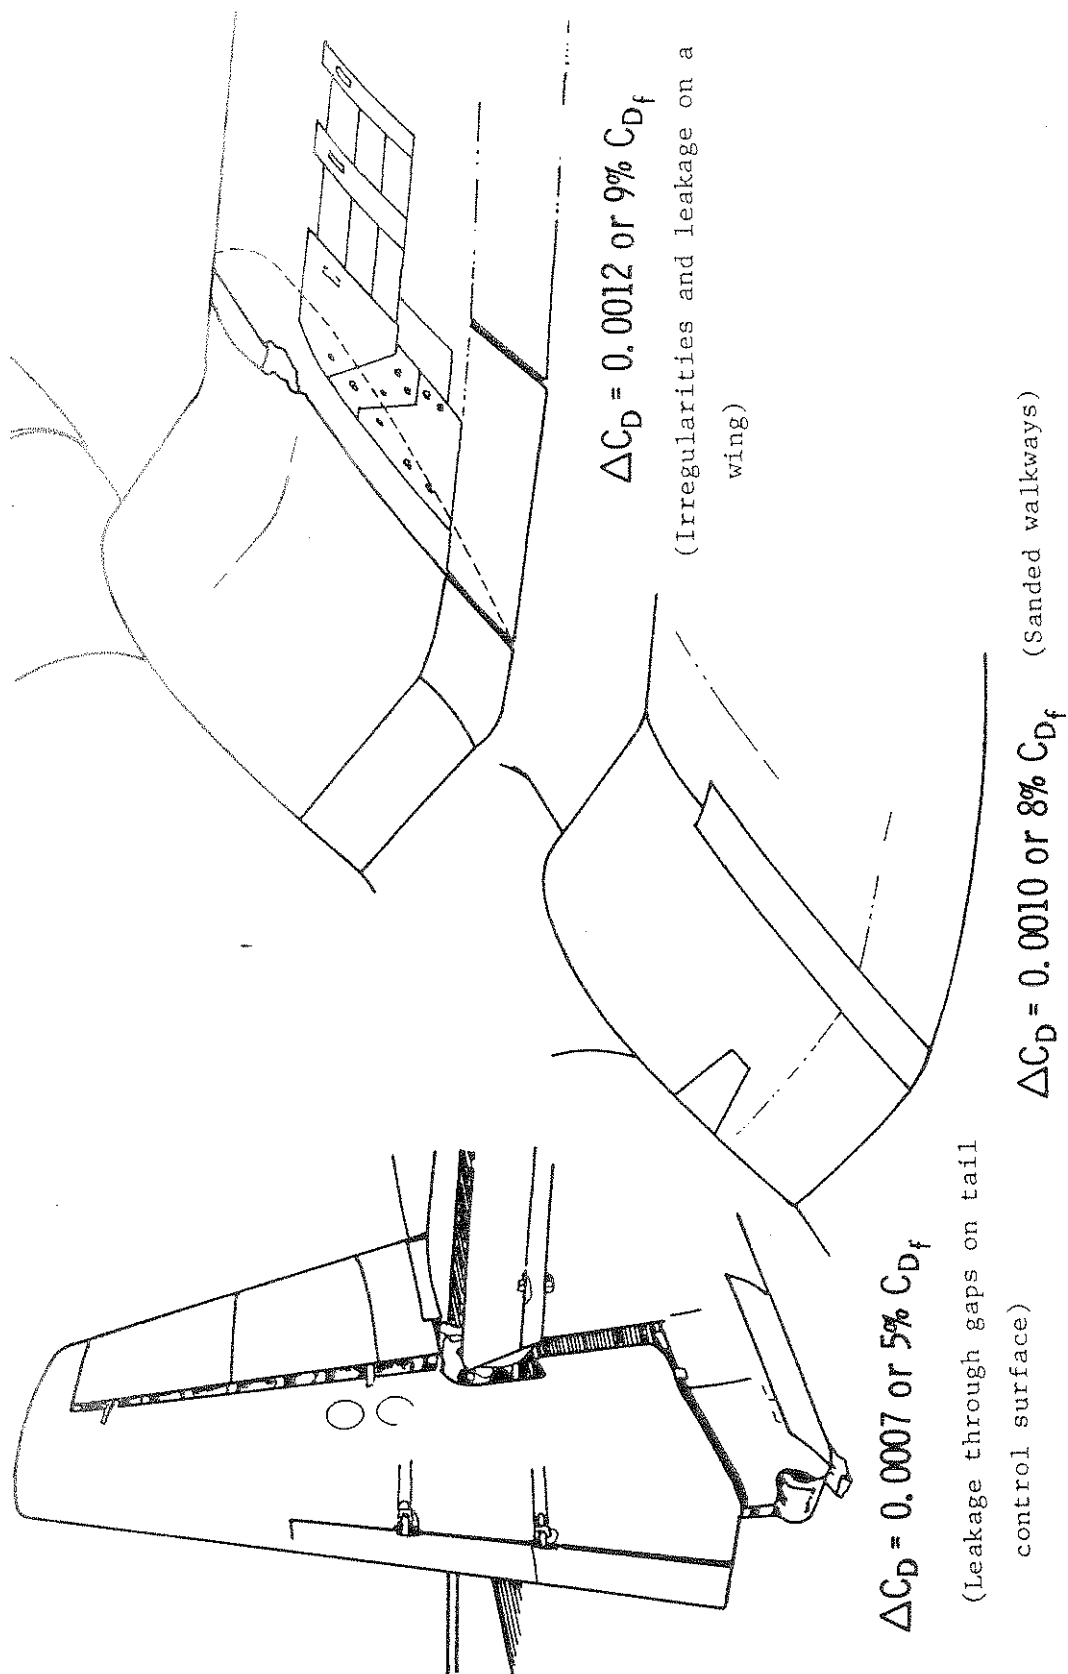 ΔC_D = 0.0007 or 5% C_D_f
(Leakage through gaps on tail
control surface)
ΔC_D = 0.0012 or 9% C_D_f
(Irregularities and leakage on a
wing)
ΔC_D = 0.0010 or 8% C_D_f
(Sanded walkways)